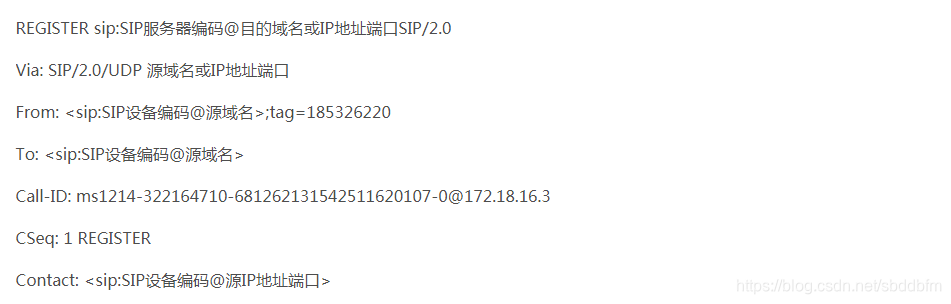 REGISTER sip:SIP服务器编码@目的域名或IP地址端口SIP/2.0
Via: SIP/2.0/UDP 源域名或IP地址端口
From: <sip:SIP设备编码@源域名>;tag=185326220
To: <sip:SIP设备编码@源域名>
Call-ID: ms1214-322164710-681262131542511620107-0@172.18.16.3
CSeq: 1 REGISTER
Contact: <sip:SIP设备编码@源IP地址端口>
https://blog.csdn.net/sbddbfm